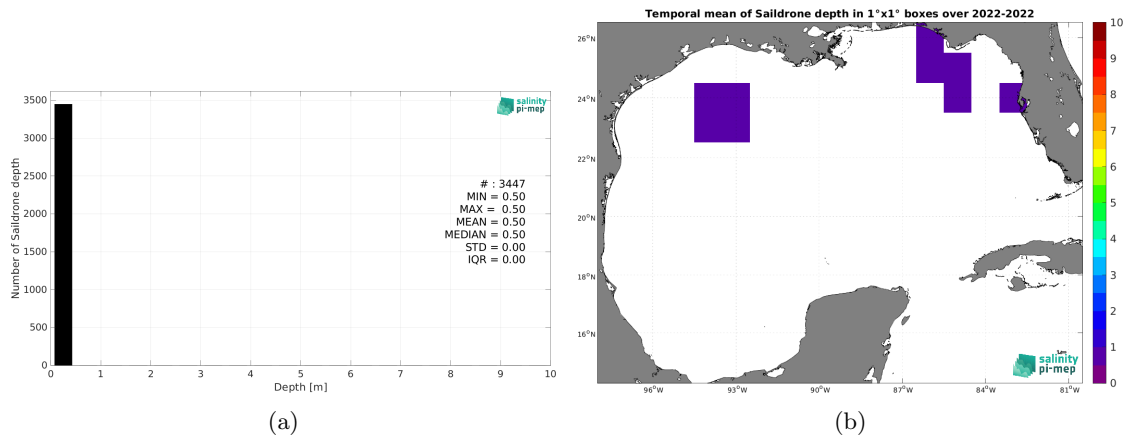 3500
3000
2500
2000
1500
1000
500
0
Number of Saildrone depth
salinity
pi-mep
# : 3447
MIN = 0.50
MAX = 0.50
MEAN = 0.50
MEDIAN = 0.50
STD = 0.00
IQR = 0.00
0 1 2 3 4 5 6 7 8 9 10
Depth [m]
(a)
Temporal mean of Saildrone depth in 1°x1° boxes over 2022-2022
26°N
24°N
22°N
20°N
18°N
16°N
96°W 93°W 90°W 87°W 84°W 81°W
salinity
pi-mep
10
9
8
7
6
5
4
3
2
1
0
(b)